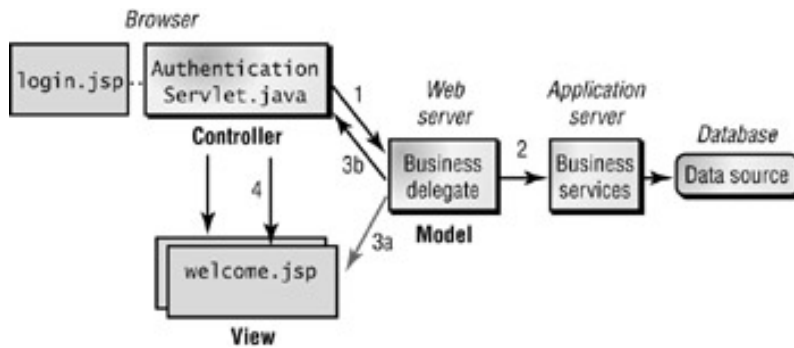 Browser
login.jsp
Authentication
Servlet.java
Controller
1
3b
4
3a
Web
server
Business
delegate
Model
2
Application
server
Business
services
Database
Data source
welcome.jsp
View